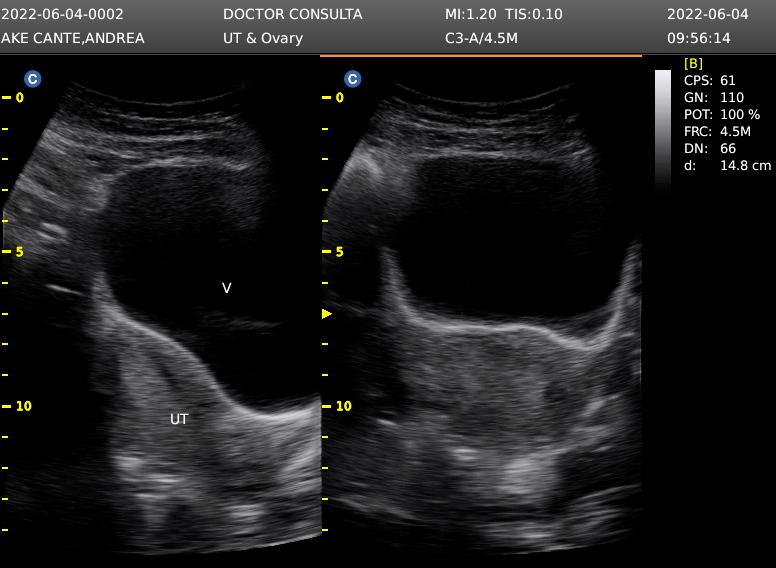 2022-06-04-0002 DOCTOR CONSULTA MI:1.20 TIS:0.10 2022-06-04
AKE CANTE,ANDREA UT & Ovary C3-A/4.5M 09:56:14
[B]
CPS: 61
GN: 110
POT: 100 %
FRC: 4.5M
DN: 66
d: 14.8 cm
C C
0 0
5 5
V
10 10
UT